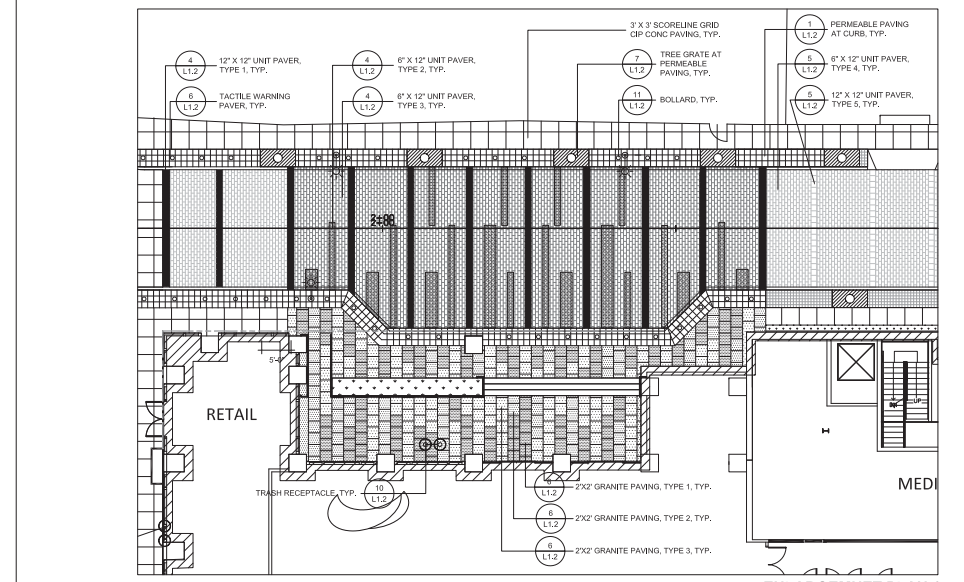 3' X 3' SCORELINE GRID
CIP CONC PAVING, TYP.
1
L1.2
PERMEABLE PAVING
AT CURB, TYP.
4
L1.2
12" X 12" UNIT PAVER,
TYPE 1, TYP.
4
L1.2
6" X 12" UNIT PAVER,
TYPE 2, TYP.
7
L1.2
TREE GRATE AT
PERMEABLE
PAVING, TYP.
5
L1.2
6" X 12" UNIT PAVER,
TYPE 4, TYP.
6
L1.2
TACTILE WARNING
PAVER, TYP.
4
L1.2
6" X 12" UNIT PAVER,
TYPE 3, TYP.
11
L1.2
BOLLARD, TYP.
5
L1.2
12" X 12" UNIT PAVER,
TYPE 5, TYP.
2+00
2+00
5'-0"
RETAIL
UP
MEDI
TRASH RECEPTACLE, TYP.
10
L1.2
6
L1.2
2'X2' GRANITE PAVING, TYPE 1, TYP.
6
L1.2
2'X2' GRANITE PAVING, TYPE 2, TYP.
6
L1.2
2'X2' GRANITE PAVING, TYPE 3, TYP.